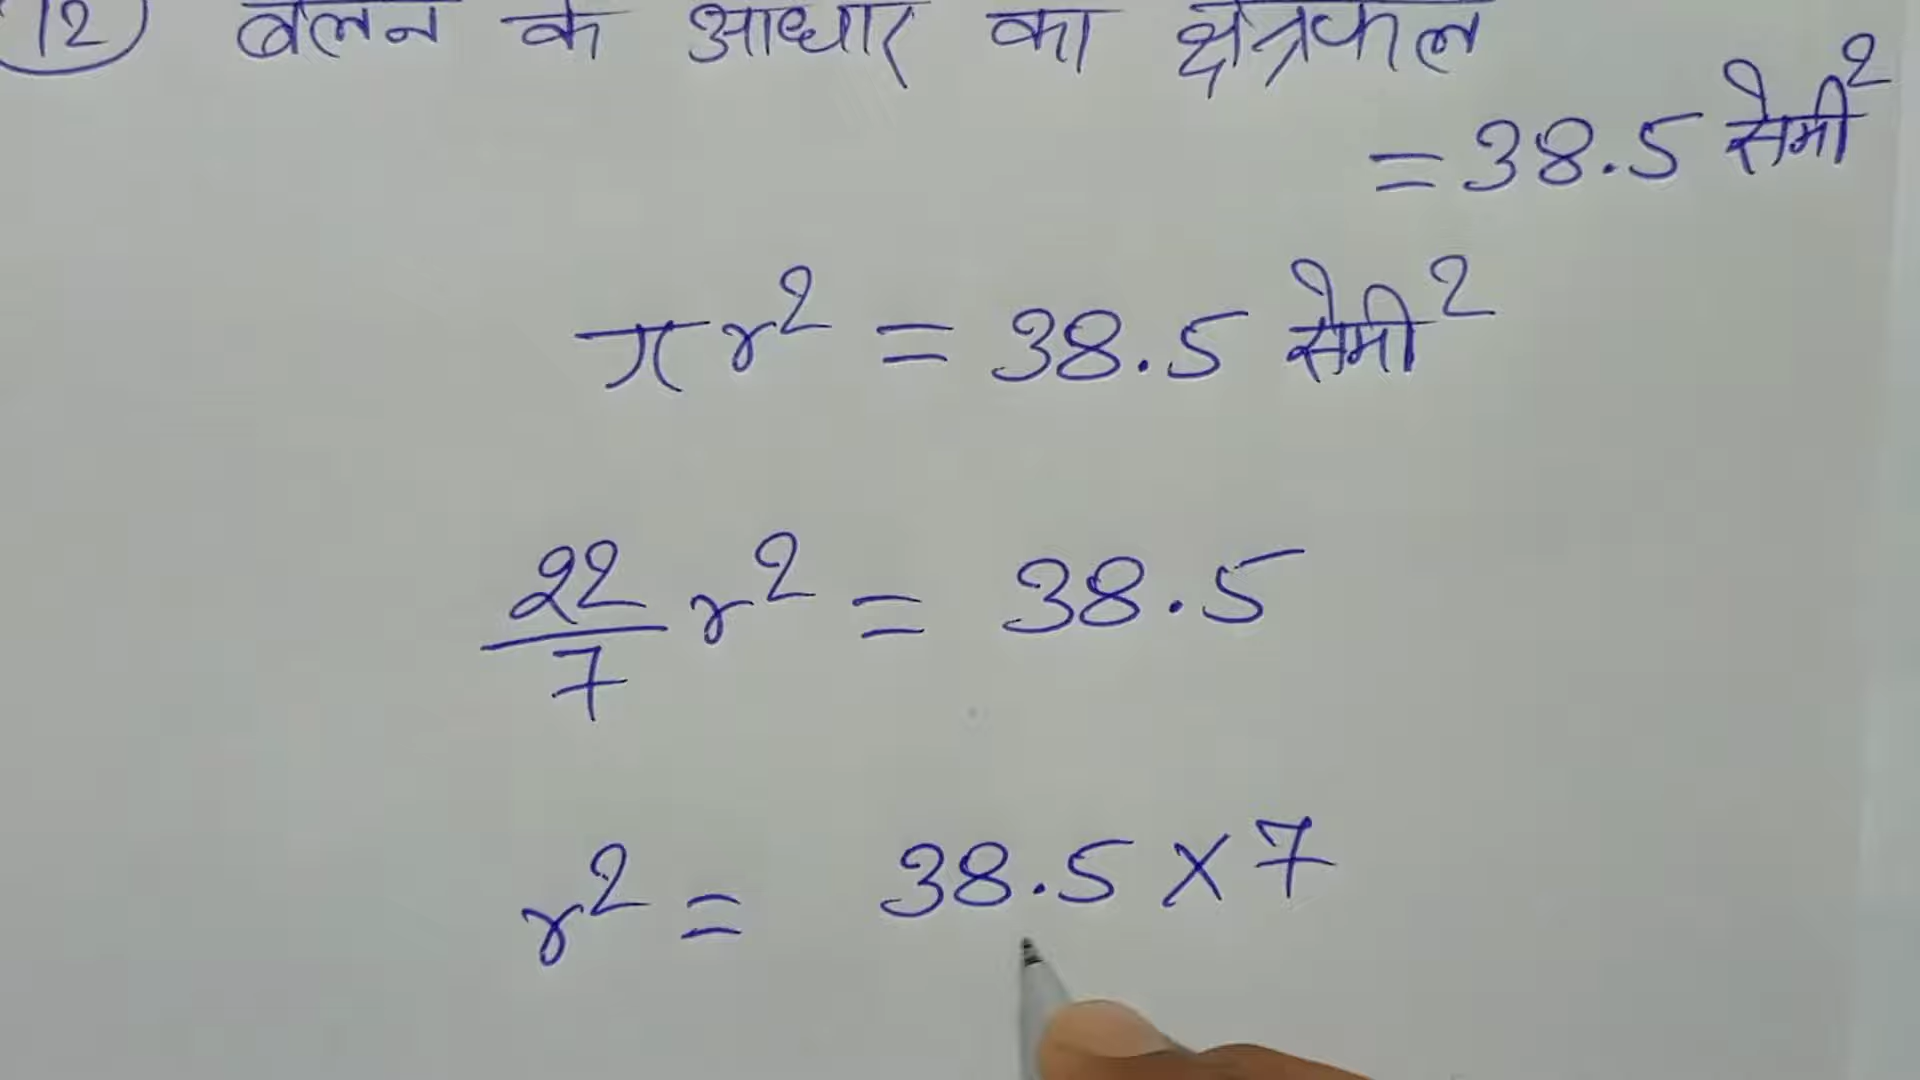 12 बेलन के आधार का क्षेत्रफल
= 38.5 सेमी²
πr² = 38.5 सेमी²
22/7 r² = 38.5
r² = 38.5 × 7